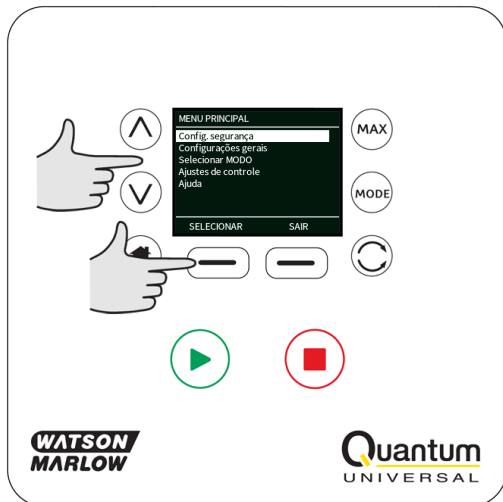 MENU PRINCIPAL
Config. segurança
Configurações gerais
Selecionar MODO
Ajustes de controle
Ajuda
SELECIONAR SAIR
MAX
MODE
WATSON
MARLOW
Quantum
UNIVERSAL